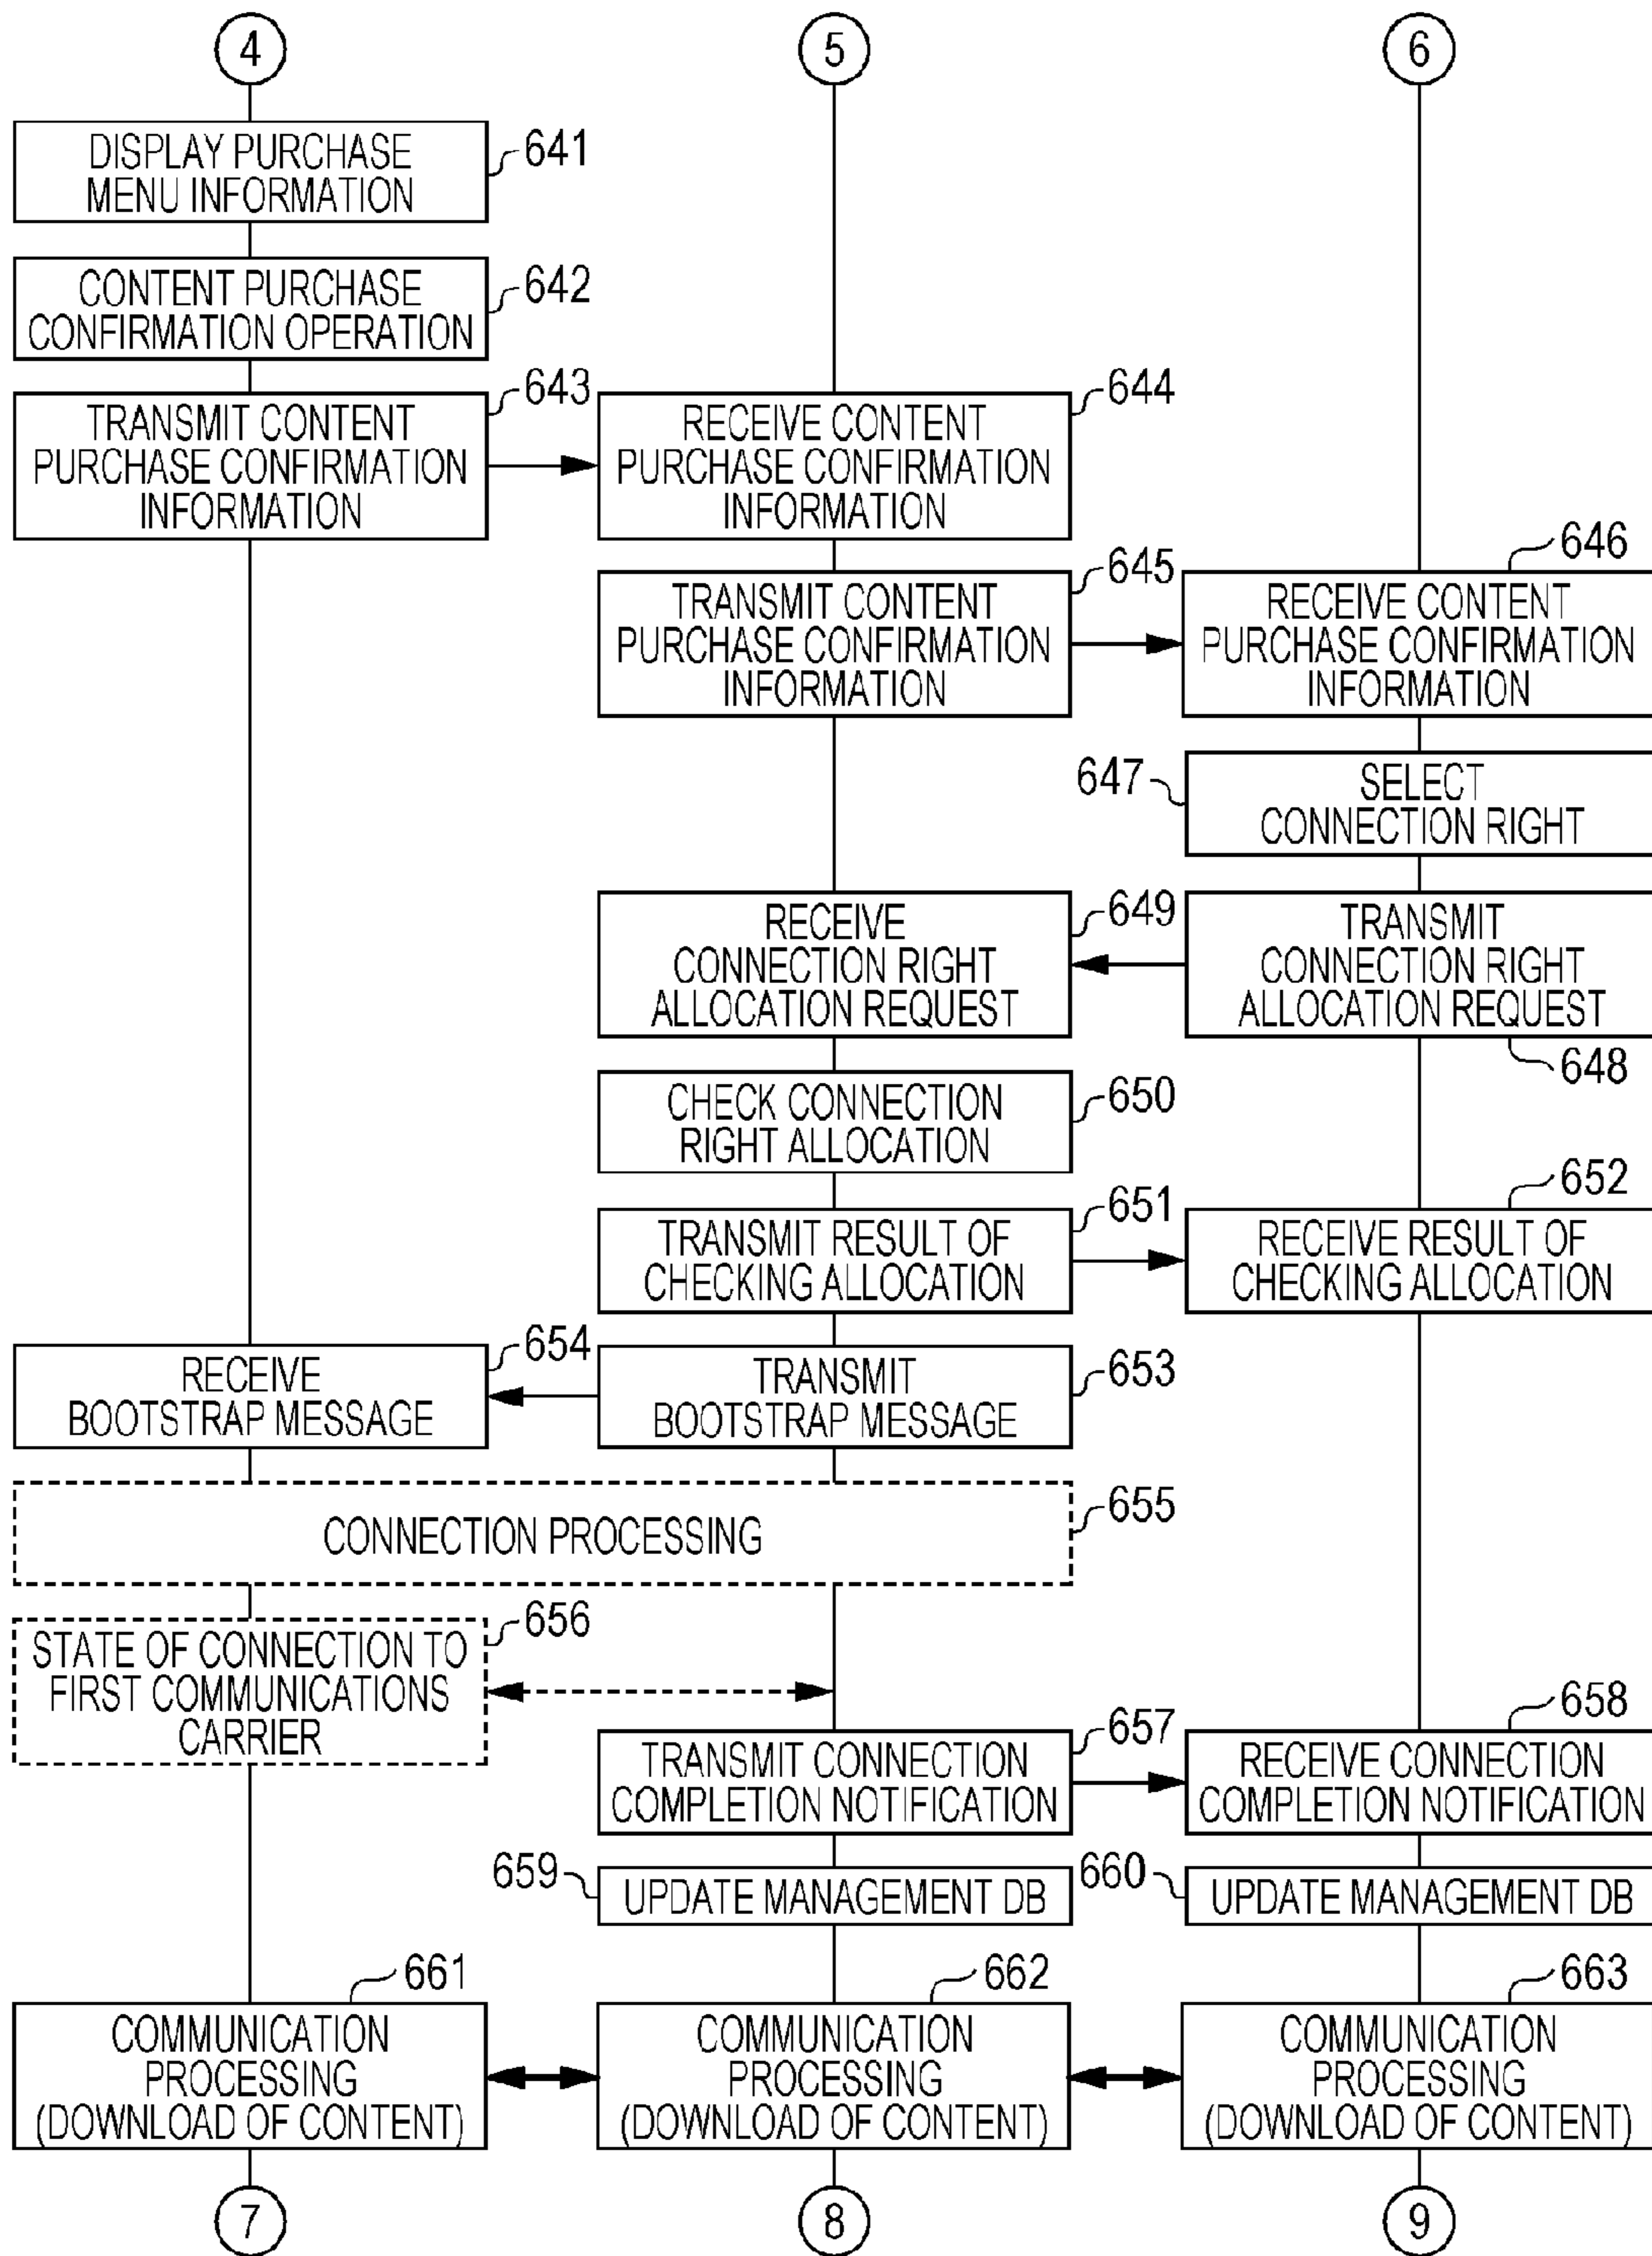 4
5
6
DISPLAY PURCHASE
MENU INFORMATION
641
CONTENT PURCHASE
CONFIRMATION OPERATION
642
TRANSMIT CONTENT
PURCHASE CONFIRMATION
INFORMATION
643
RECEIVE CONTENT
PURCHASE CONFIRMATION
INFORMATION
644
TRANSMIT CONTENT
PURCHASE CONFIRMATION
INFORMATION
645
RECEIVE CONTENT
PURCHASE CONFIRMATION
INFORMATION
646
647
SELECT
CONNECTION RIGHT
RECEIVE
CONNECTION RIGHT
ALLOCATION REQUEST
649
TRANSMIT
CONNECTION RIGHT
ALLOCATION REQUEST
648
CHECK CONNECTION
RIGHT ALLOCATION
650
TRANSMIT RESULT OF
CHECKING ALLOCATION
651
RECEIVE RESULT OF
CHECKING ALLOCATION
652
RECEIVE
BOOTSTRAP MESSAGE
654
TRANSMIT
BOOTSTRAP MESSAGE
653
CONNECTION PROCESSING
655
STATE OF CONNECTION TO
FIRST COMMUNICATIONS
CARRIER
656
TRANSMIT CONNECTION
COMPLETION NOTIFICATION
657
RECEIVE CONNECTION
COMPLETION NOTIFICATION
658
659
UPDATE MANAGEMENT DB
660
UPDATE MANAGEMENT DB
661
COMMUNICATION
PROCESSING
(DOWNLOAD OF CONTENT)
662
COMMUNICATION
PROCESSING
(DOWNLOAD OF CONTENT)
663
COMMUNICATION
PROCESSING
(DOWNLOAD OF CONTENT)
7
8
9